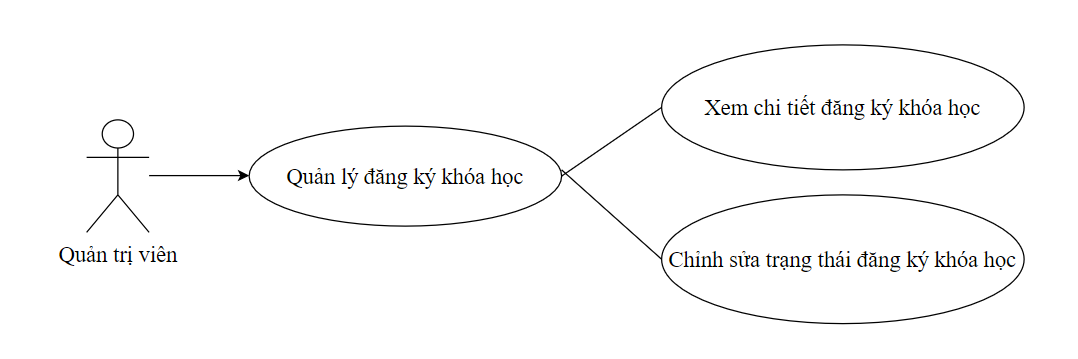 Xem chi tiết đăng ký khóa học
Quản lý đăng ký khóa học
Quản trị viên
Chỉnh sửa trạng thái đăng ký khóa học